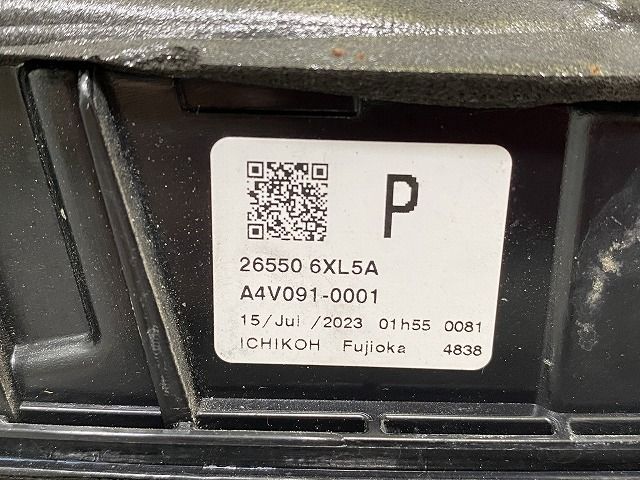 P
26550 6XL5A
A4V091-0001
15/Jul /2023 01h55 0081
ICHIKOH Fujioka 4838